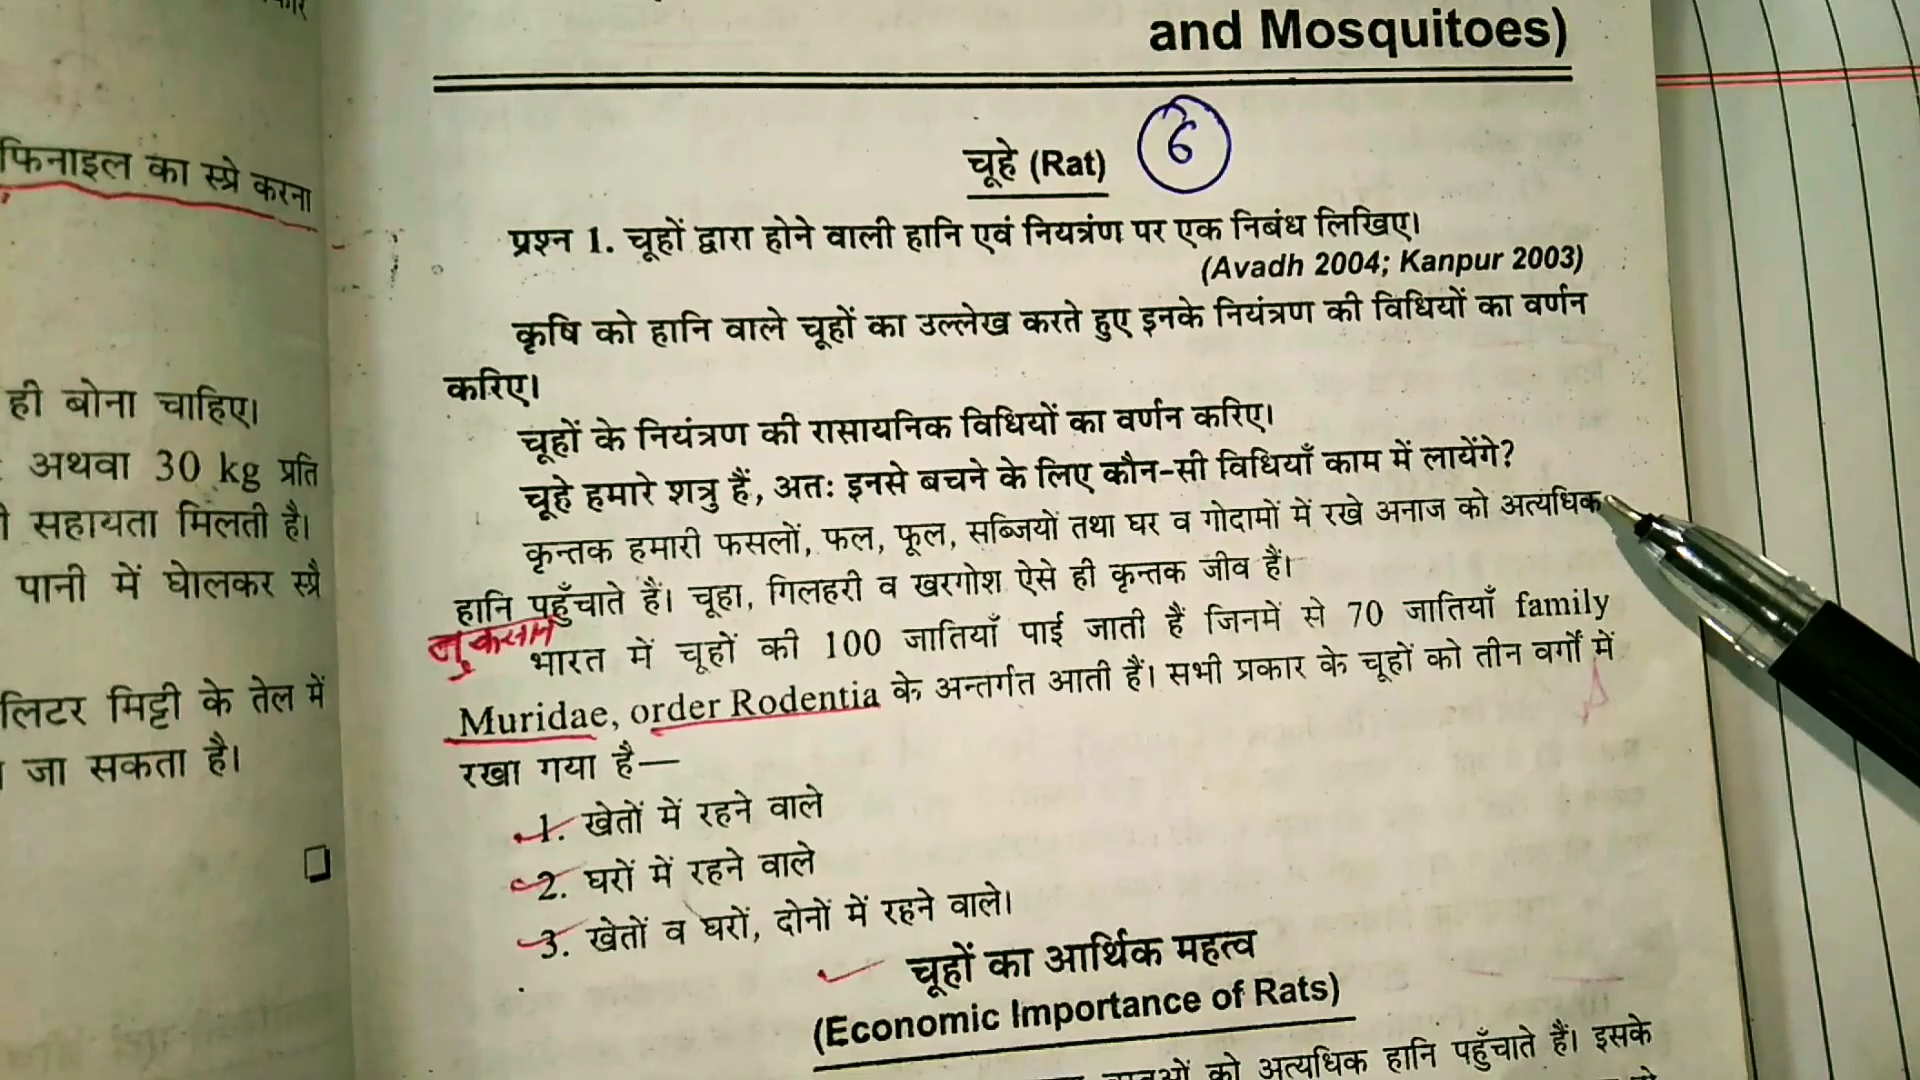 फिनाइल का स्प्रे करना
ही बोना चाहिए।
अथवा 30 kg प्रति
सहायता मिलती है।
पानी में घेालकर स्प्रै
लिटर मिट्टी के तेल में
जा सकता है।
and Mosquitoes)
चूहे (Rat) 6
प्रश्न 1. चूहों द्वारा होने वाली हानि एवं नियत्रंण पर एक निबंध लिखिए।
(Avadh 2004; Kanpur 2003)
कृषि को हानि वाले चूहों का उल्लेख करते हुए इनके नियंत्रण की विधियों का वर्णन
करिए।
चूहों के नियंत्रण की रासायनिक विधियों का वर्णन करिए।
चूहे हमारे शत्रु हैं, अतः इनसे बचने के लिए कौन-सी विधियाँ काम में लायेंगे?
कृन्तक हमारी फसलों, फल, फूल, सब्जियों तथा घर व गोदामों में रखे अनाज को अत्यधिक
हानि पहुँचाते हैं। चूहा, गिलहरी व खरगोश ऐसे ही कृन्तक जीव हैं।
नुकसान
भारत में चूहों की 100 जातियाँ पाई जाती हैं जिनमें से 70 जातियाँ family
Muridae, order Rodentia के अन्तर्गत आती हैं। सभी प्रकार के चूहों को तीन वर्गों में
रखा गया है—
1. खेतों में रहने वाले
2. घरों में रहने वाले
3. खेतों व घरों, दोनों में रहने वाले।
चूहों का आर्थिक महत्व
(Economic Importance of Rats)
को अत्यधिक हानि पहुँचाते हैं। इसके